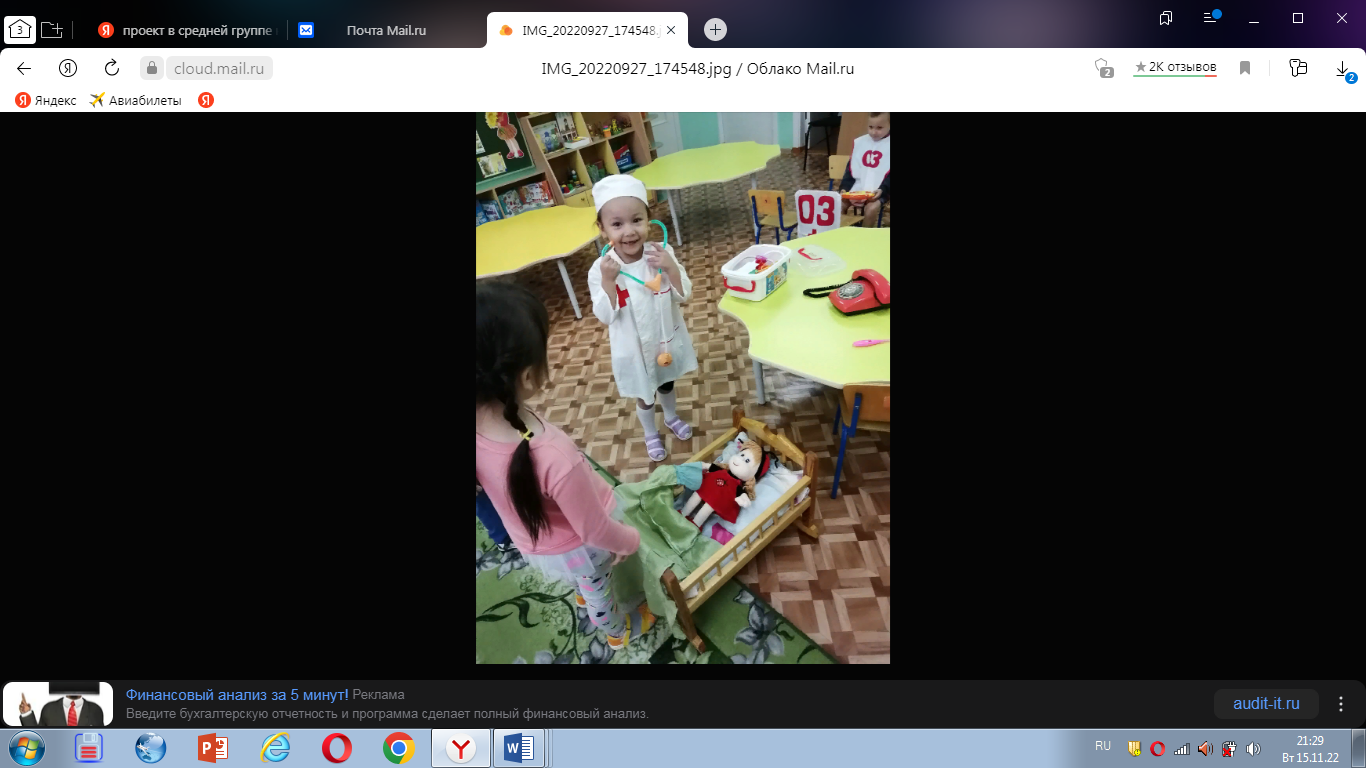 3
проект в средней группе
Почта Mail.ru
IMG_20220927_174548.j
cloud.mail.ru
IMG_20220927_174548.jpg / Облако Mail.ru
2
2K отзывов
2
Яндекс
Авиабилеты
03
03
Финансовый анализ за 5 минут! Реклама
Введите бухгалтерскую отчетность и программа сделает полный финансовый анализ.
audit-it.ru
RU
21:29
Вт 15.11.22